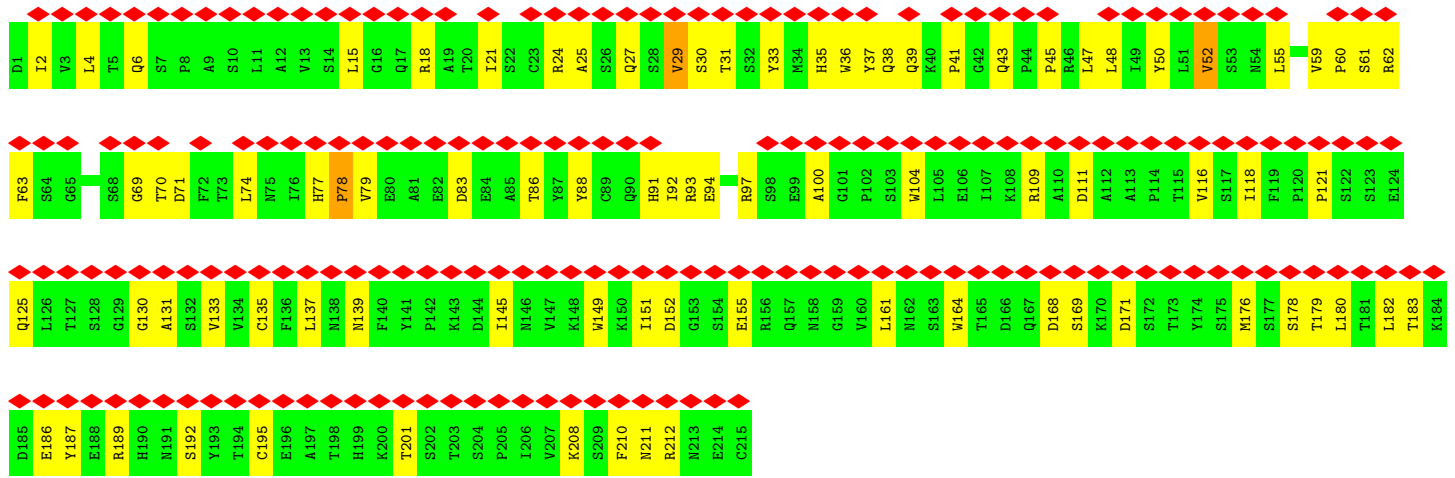 D1 I2 V3 L4 T5 Q6 S7 P8 A9 S10 L11 A12 V13 S14 L15 G16 Q17 R18 A19 T20 I21 S22 C23 R24 A25 S26 Q27 S28 V29 S30 T31 S32 Y33 M34 H35 W36 Y37 Q38 Q39 K40 P41 G42 Q43 P44 P45 R46 L47 L48 I49 Y50 L51 V52 S53 N54 L55 V59 P60 S61 R62
F63 S64 G65 S68 G69 T70 D71 F72 T73 L74 N75 I76 H77 P78 V79 E80 A81 E82 D83 E84 A85 T86 Y87 Y88 C89 Q90 H91 I92 R93 E94 R97 S98 E99 A100 G101 P102 S103 W104 L105 E106 I107 K108 R109 A110 D111 A112 A113 P114 T115 V116 S117 I118 F119 P120 P121 S122 S123 E124
Q125 L126 T127 S128 G129 G130 A131 S132 V133 V134 C135 F136 L137 N138 N139 F140 Y141 P142 K143 D144 I145 N146 V147 K148 W149 K150 I151 D152 G153 S154 E155 R156 Q157 N158 G159 V160 L161 N162 S163 W164 T165 D166 Q167 D168 S169 K170 D171 S172 T173 Y174 S175 M176 S177 S178 T179 L180 T181 L182 T183 K184
D185 E186 Y187 E188 R189 H190 N191 S192 Y193 T194 C195 E196 A197 T198 H199 K200 T201 S202 T203 S204 P205 I206 V207 K208 S209 F210 N211 R212 N213 E214 C215